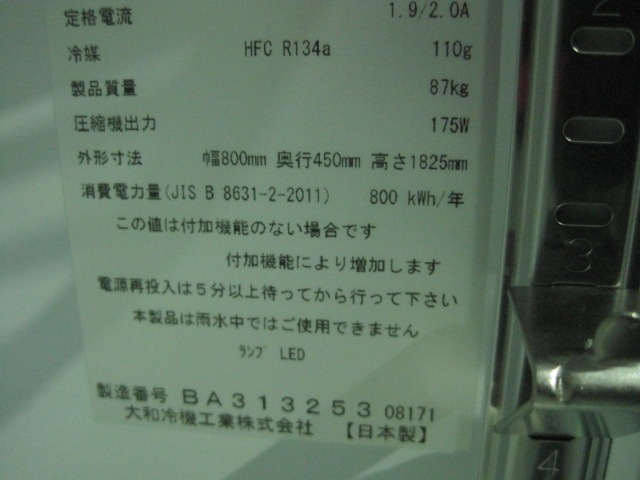 定格電流 1.9/2.0A
冷媒 HFC R134a 110g
製品質量 87kg
圧縮機出力 175W
外形寸法 幅800mm 奥行450mm 高さ1825mm
消費電力量(JIS B 8631-2-2011) 800 kWh/年
この値は付加機能のない場合です
付加機能により増加します
電源再投入は５分以上待ってから行って下さい
本製品は雨水中ではご使用できません
ﾗﾝﾌﾟ LED
製造番号 ＢＡ３１３２５３ 08171
大和冷機工業株式会社 【日本製】
2
3
4